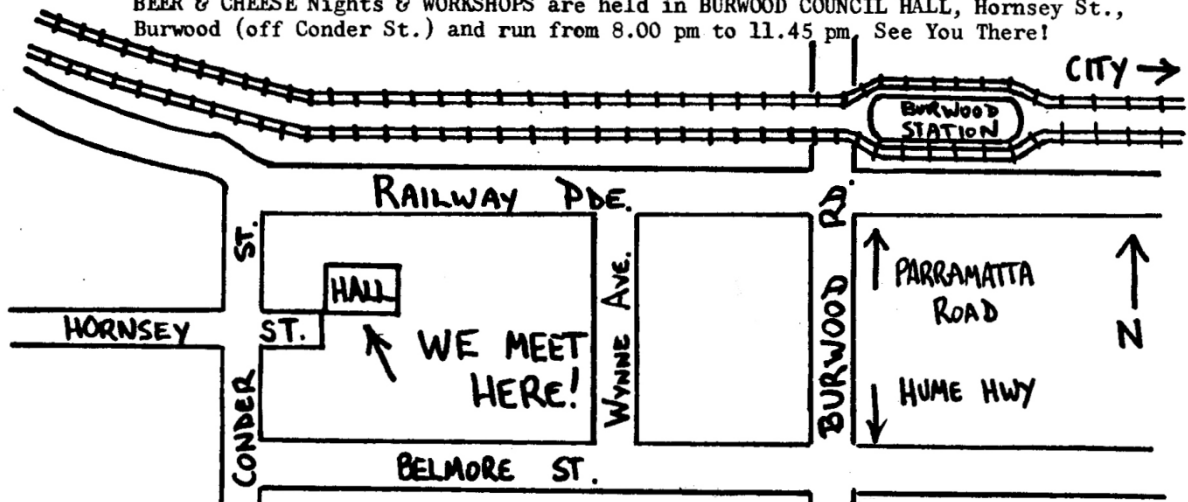 BEER & CHEESE Nights & WORKSHOPS are held in BURWOOD COUNCIL HALL, Hornsey St.,
Burwood (off Conder St.) and run from 8.00 pm to 11.45 pm. See You There!
CITY →
BURWOOD
STATION
RAILWAY PDE.
RD.
ST.
WYNNE AVE.
BURWOOD
PARRAMATTA
ROAD
N
HALL
HORNSEY ST.
WE MEET
HERE!
HUME HWY
CONDER
BELMORE ST.